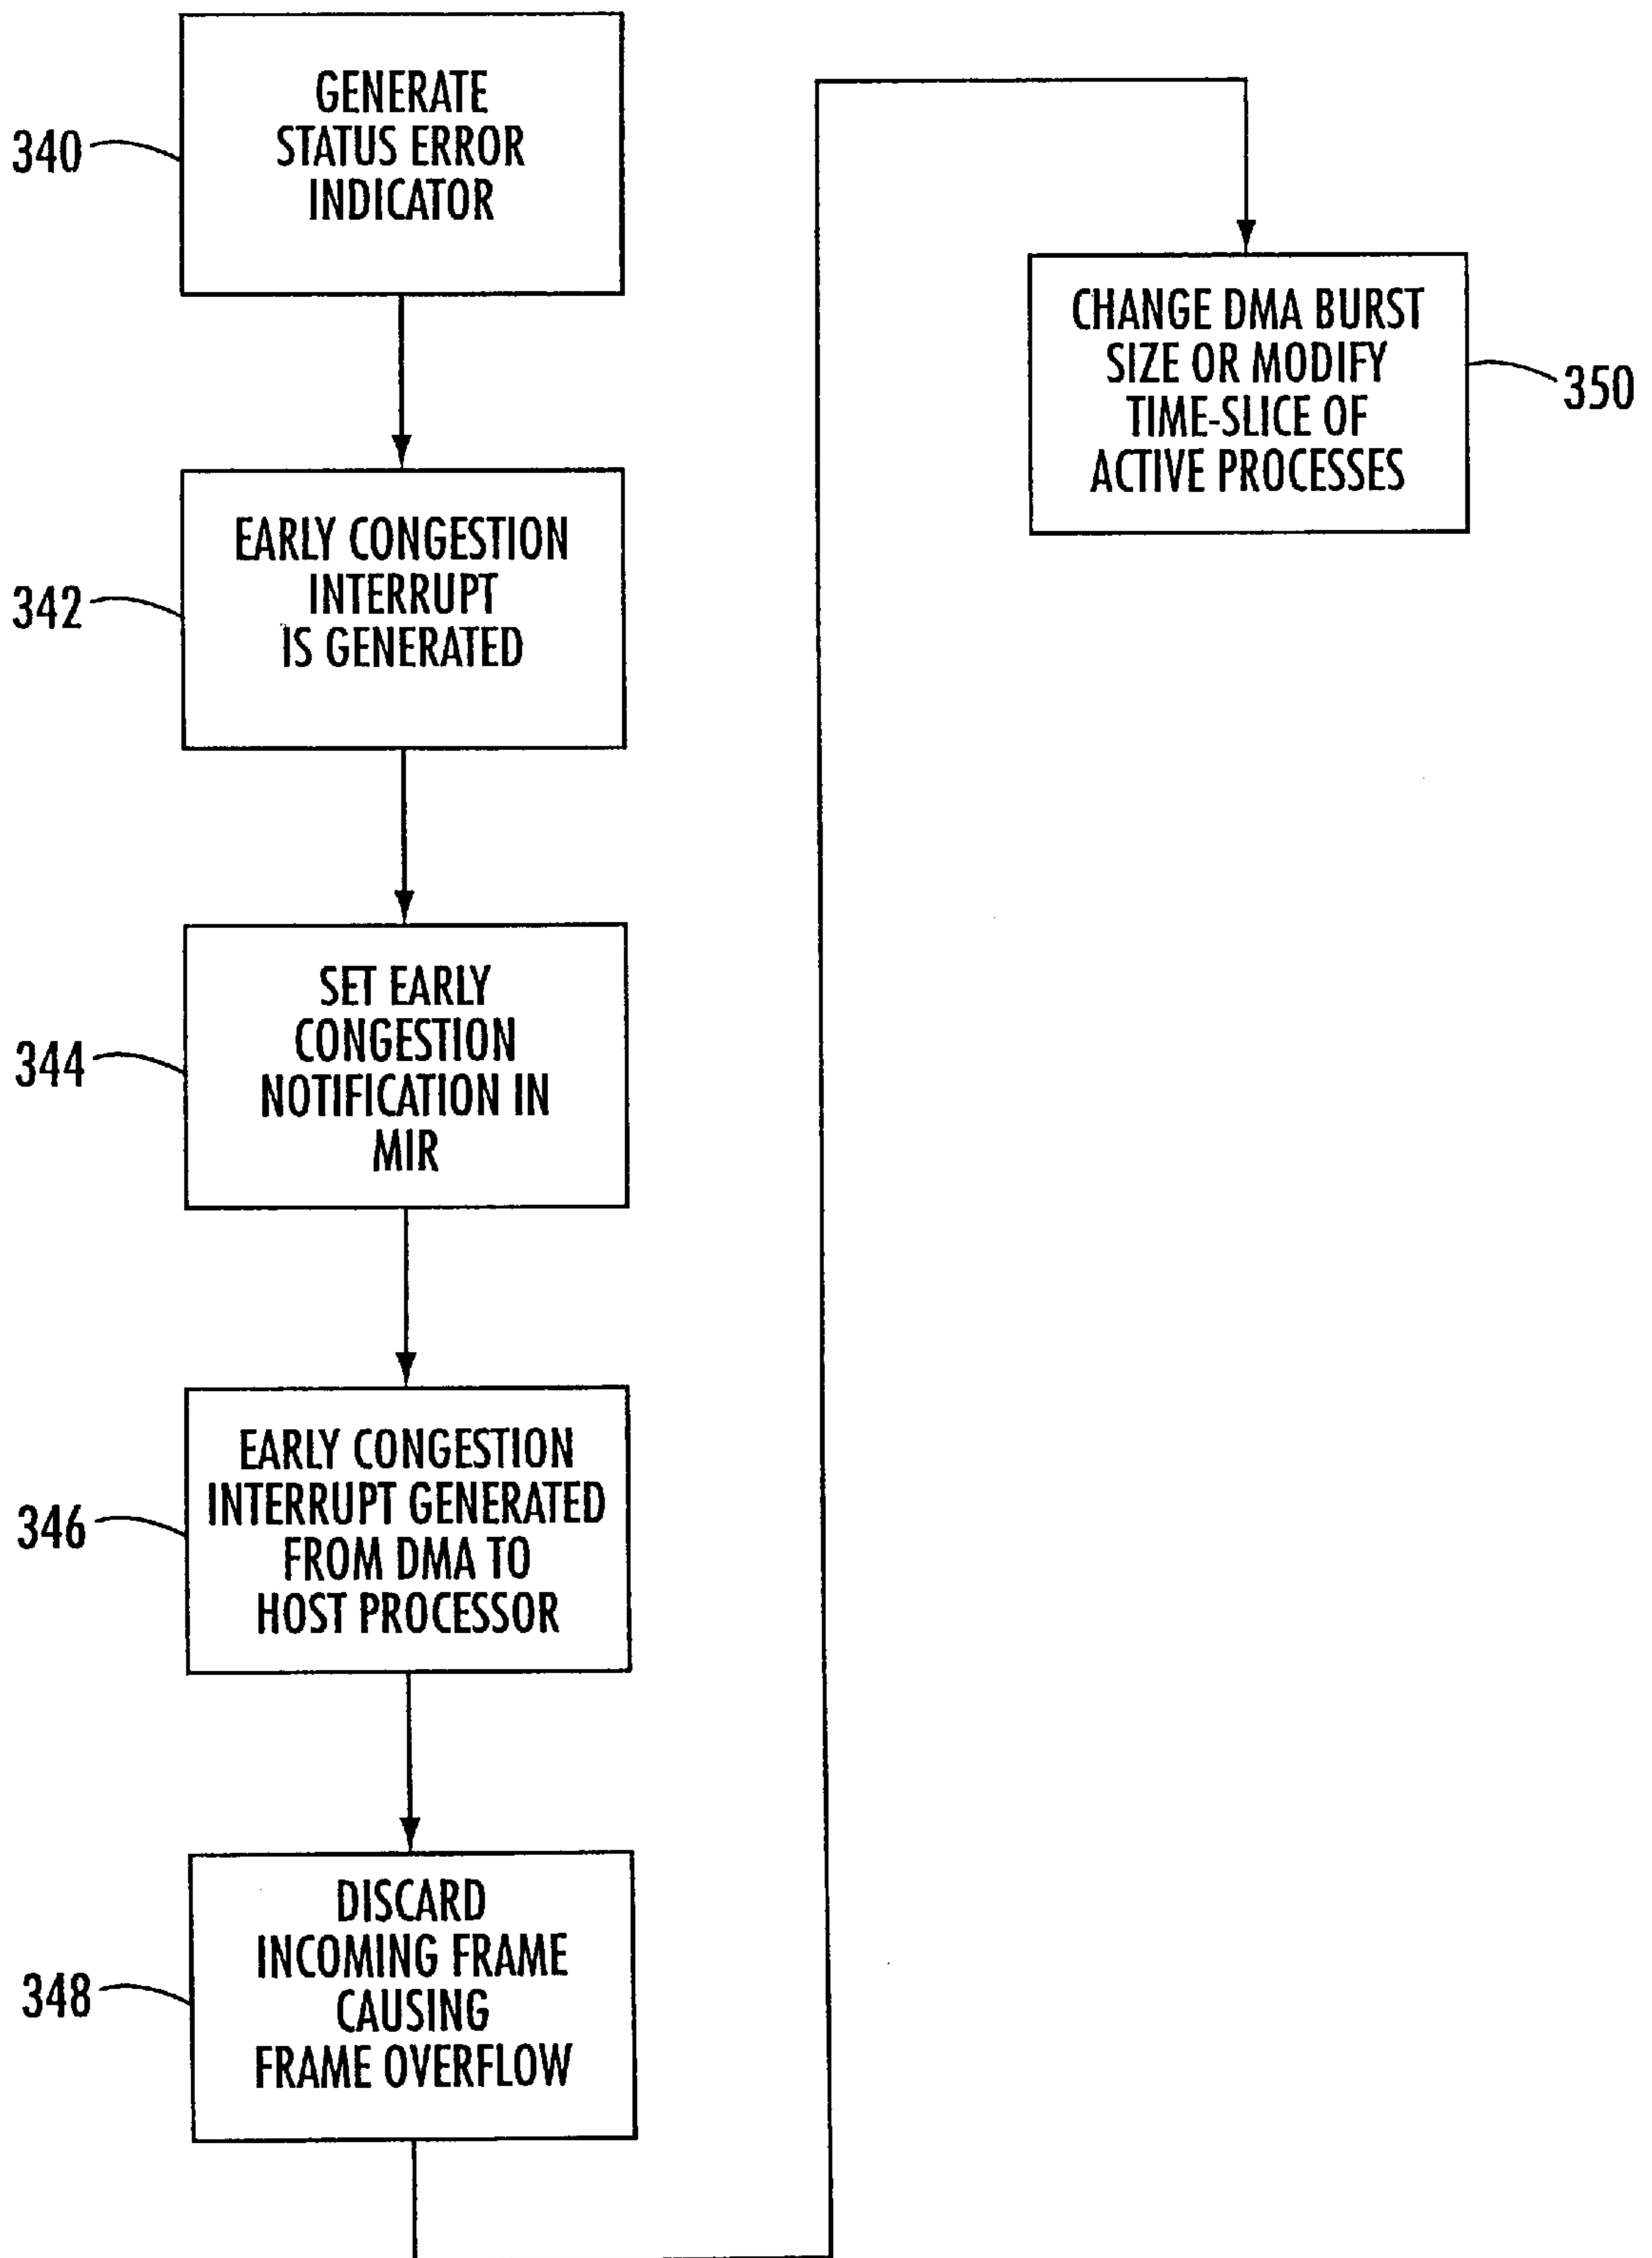 340
GENERATE
STATUS ERROR
INDICATOR
342
EARLY CONGESTION
INTERRUPT
IS GENERATED
344
SET EARLY
CONGESTION
NOTIFICATION IN
MIR
346
EARLY CONGESTION
INTERRUPT GENERATED
FROM DMA TO
HOST PROCESSOR
348
DISCARD
INCOMING FRAME
CAUSING
FRAME OVERFLOW
CHANGE DMA BURST
SIZE OR MODIFY
TIME-SLICE OF
ACTIVE PROCESSES
350